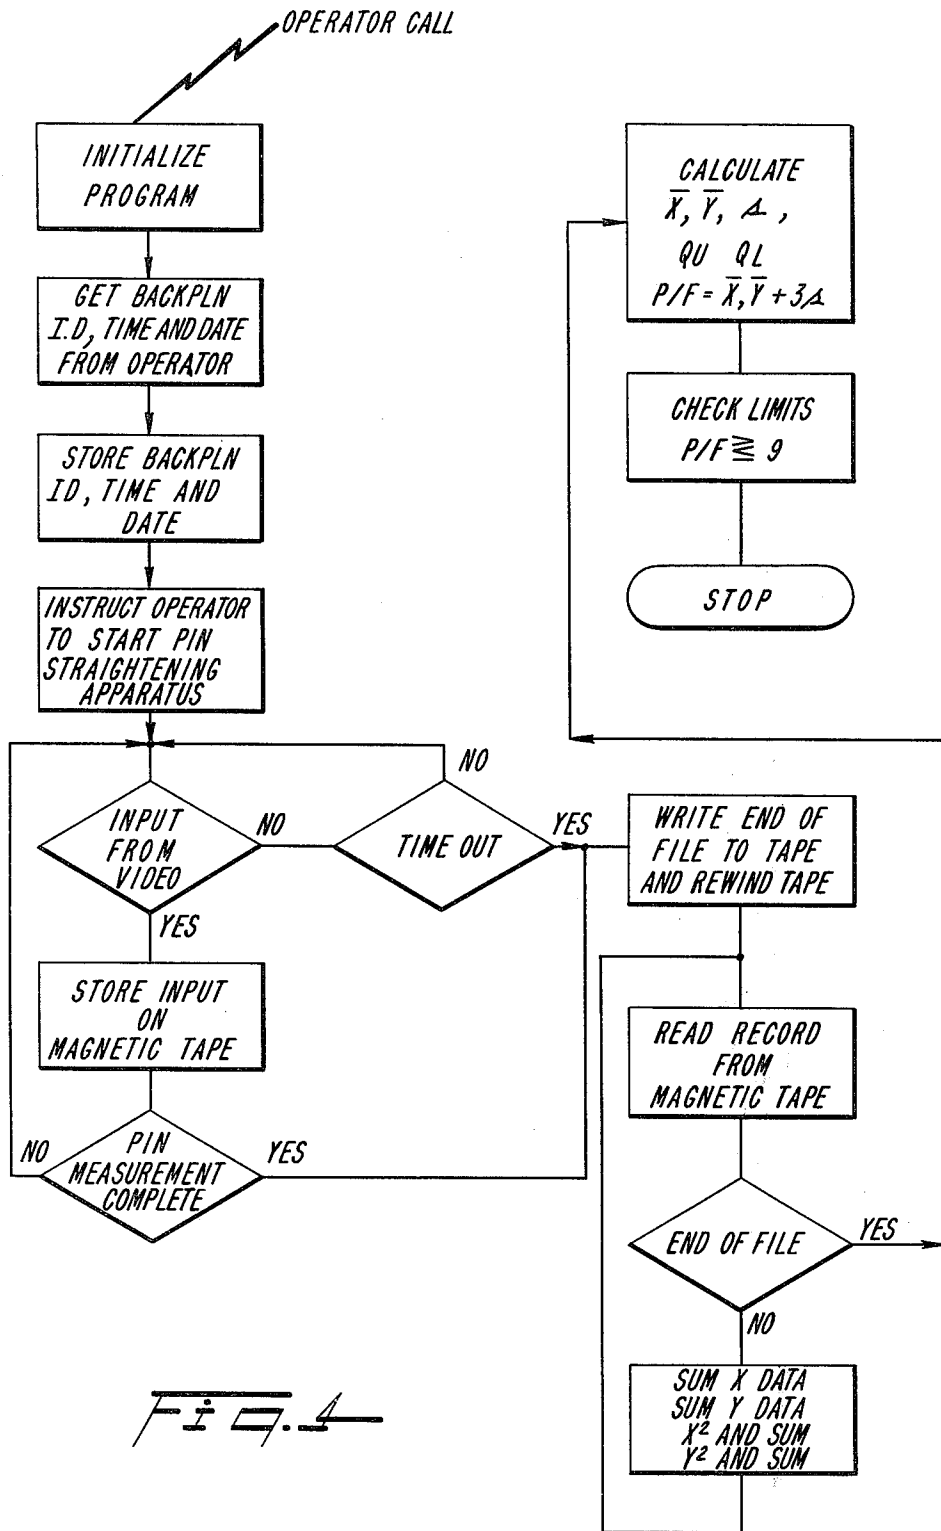 OPERATOR CALL
INITIALIZE
PROGRAM
GET BACKPLN
I.D, TIME AND DATE
FROM OPERATOR
STORE BACKPLN
ID, TIME AND
DATE
INSTRUCT OPERATOR
TO START PIN
STRAIGHTENING
APPARATUS
INPUT
FROM
VIDEO
NO
YES
TIME OUT
NO
YES
STORE INPUT
ON
MAGNETIC TAPE
PIN
MEASUREMENT
COMPLETE
NO
YES
WRITE END OF
FILE TO TAPE
AND REWIND TAPE
READ RECORD
FROM
MAGNETIC TAPE
END OF FILE
YES
NO
SUM X DATA
SUM Y DATA
X² AND SUM
Y² AND SUM
CALCULATE
X̅, Y̅, s,
QU QL
P/F = X̅, Y̅ + 3s
CHECK LIMITS
P/F ⪌ 9
STOP
Fig. 4